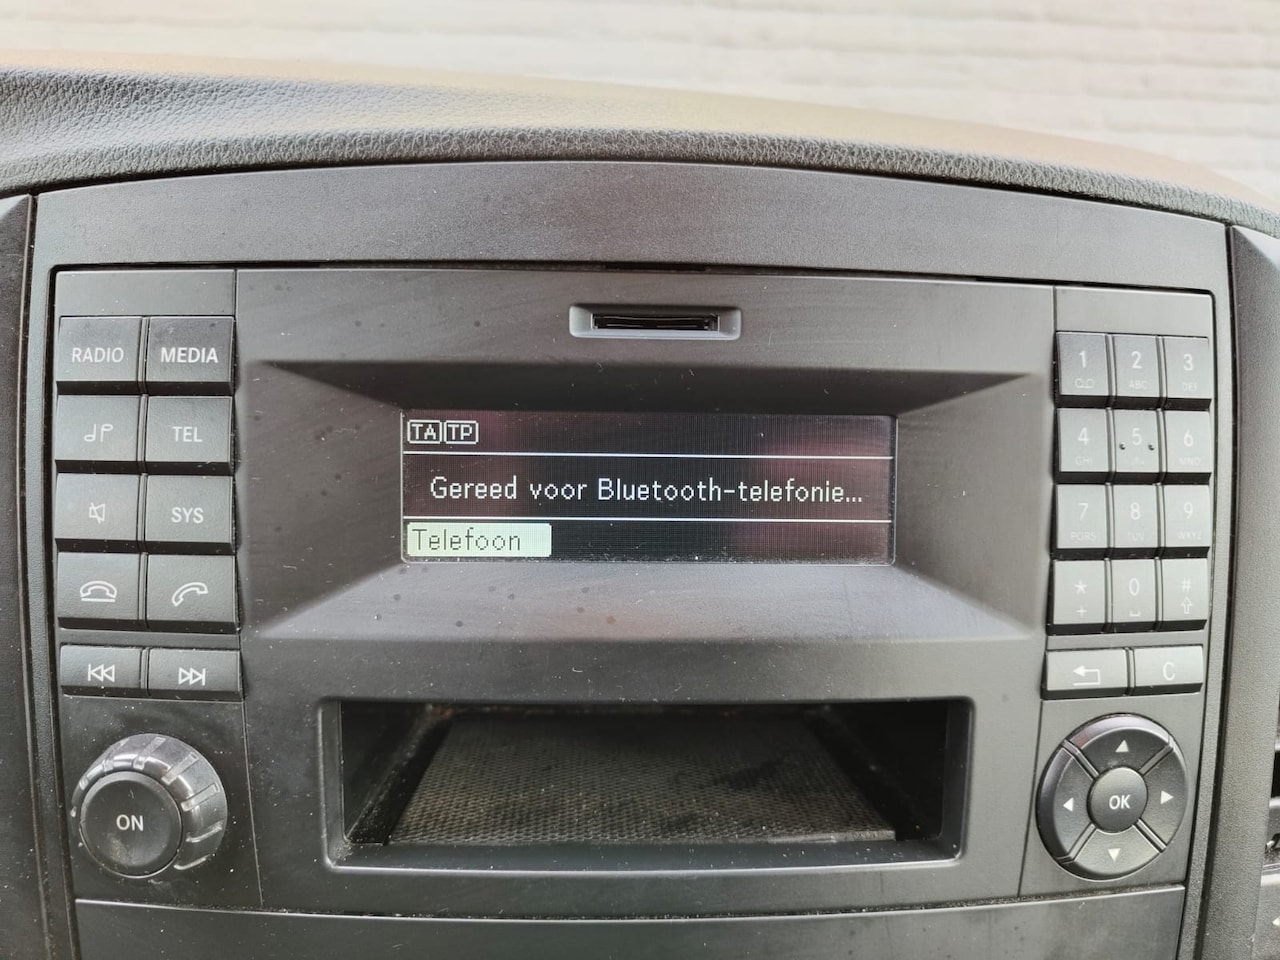 RADIO MEDIA
TEL
SYS
ON
TA TP
Gereed voor Bluetooth-telefonie...
Telefoon
1 2 3
ABC DEF
4 5 6
GHI MNO
7 8 9
PQRS TUV WXYZ
* 0 #
+
C
OK